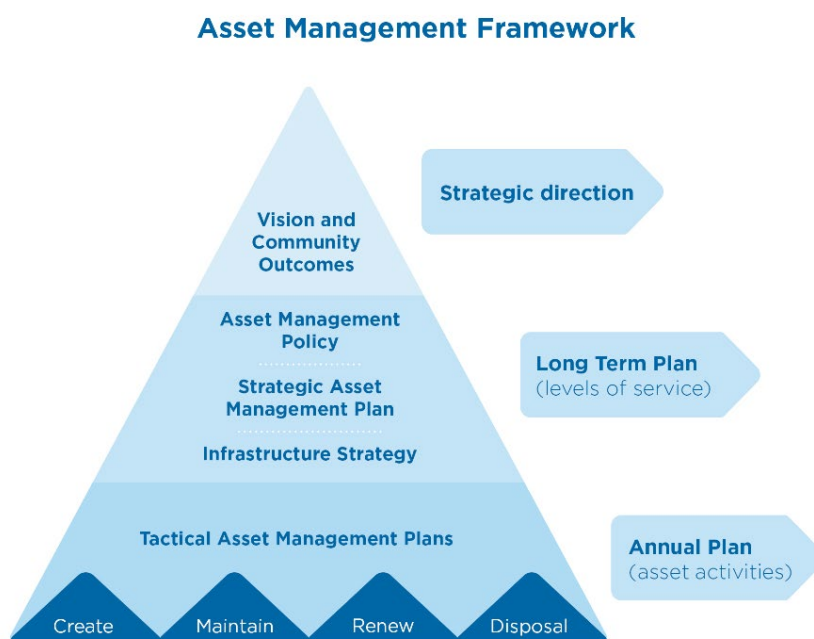 Asset Management Framework
Strategic direction
Vision and
Community
Outcomes
Asset Management
Policy
Long Term Plan
(levels of service)
Strategic Asset
Management Plan
Infrastructure Strategy
Tactical Asset Management Plans
Annual Plan
(asset activities)
Create
Maintain
Renew
Disposal